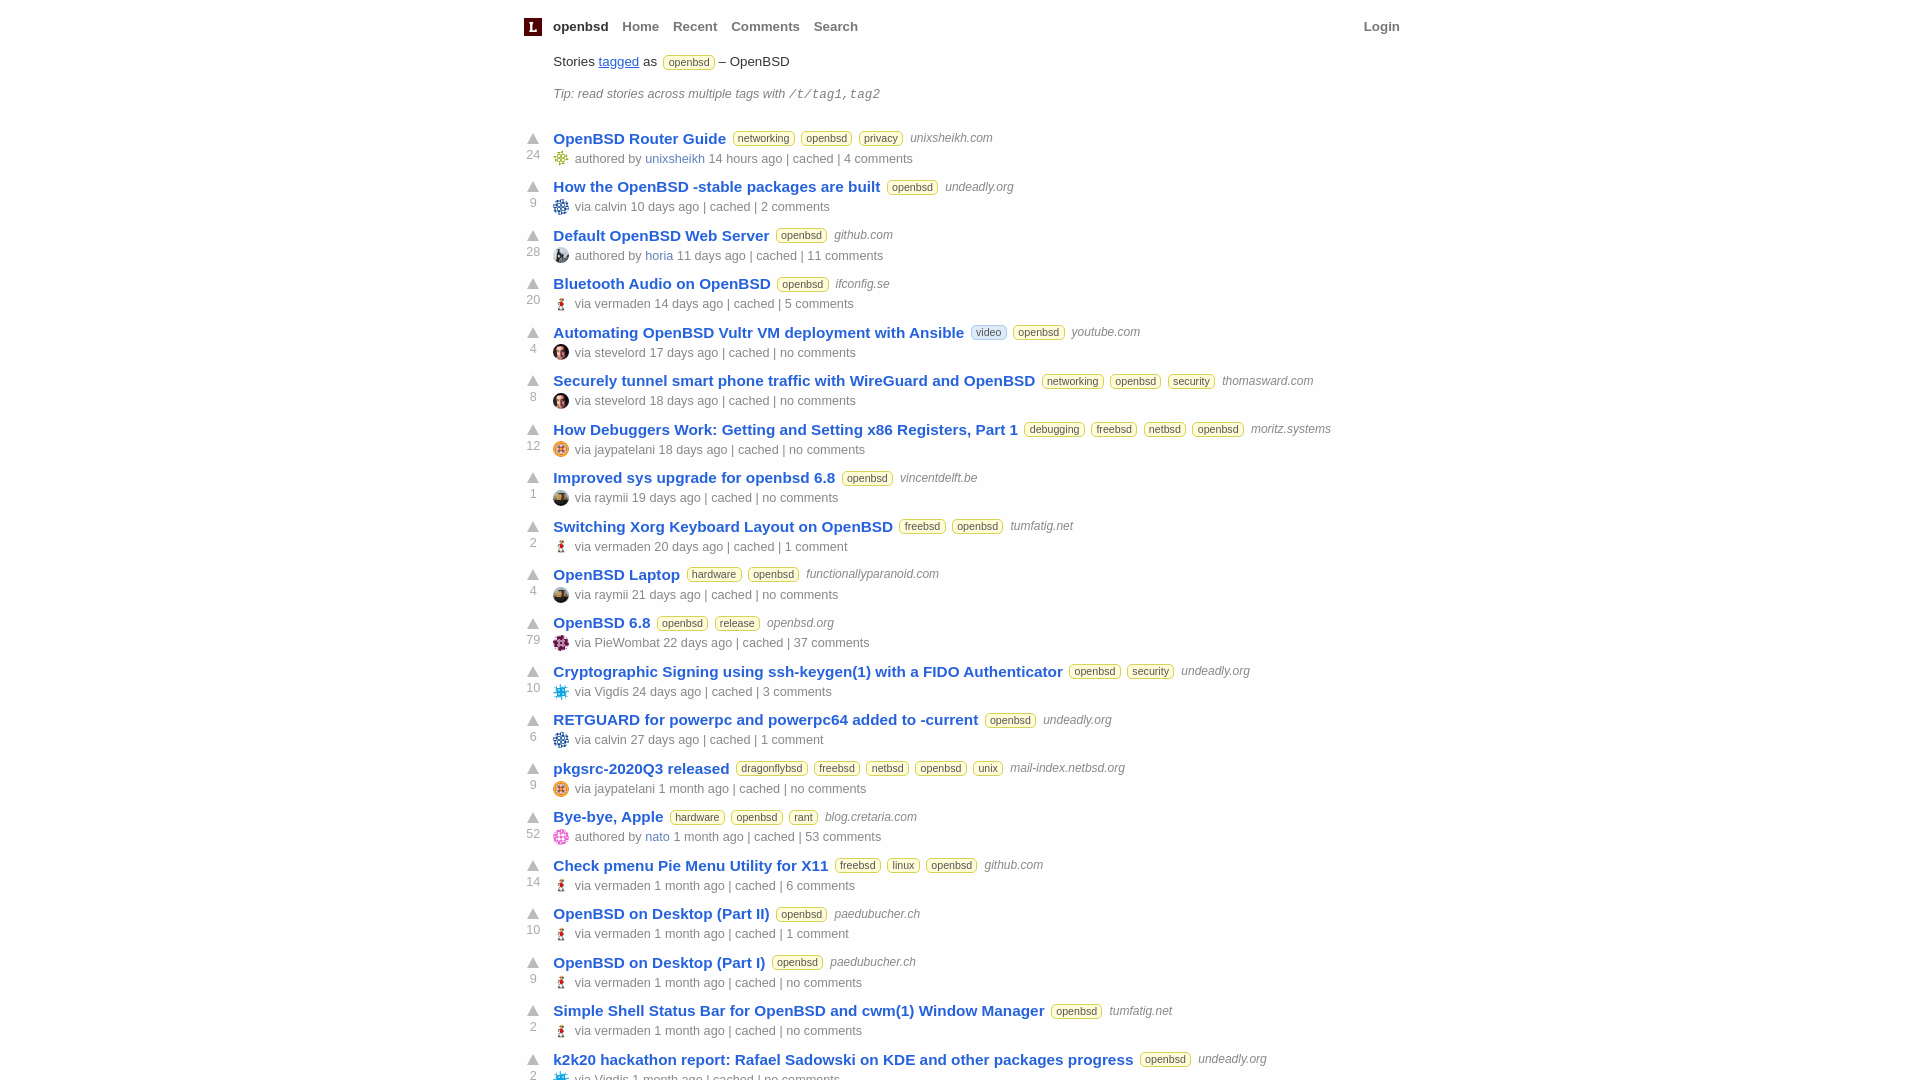 L openbsd Home Recent Comments Search Login
Stories tagged as openbsd – OpenBSD
Tip: read stories across multiple tags with /t/tag1,tag2
OpenBSD Router Guide networking openbsd privacy unixsheikh.com
24 authored by unixsheikh 14 hours ago | cached | 4 comments
How the OpenBSD -stable packages are built openbsd undeadly.org
9 via calvin 10 days ago | cached | 2 comments
Default OpenBSD Web Server openbsd github.com
28 authored by horia 11 days ago | cached | 11 comments
Bluetooth Audio on OpenBSD openbsd ifconfig.se
20 via vermaden 14 days ago | cached | 5 comments
Automating OpenBSD Vultr VM deployment with Ansible video openbsd youtube.com
4 via stevelord 17 days ago | cached | no comments
Securely tunnel smart phone traffic with WireGuard and OpenBSD networking openbsd security thomasward.com
8 via stevelord 18 days ago | cached | no comments
How Debuggers Work: Getting and Setting x86 Registers, Part 1 debugging freebsd netbsd openbsd moritz.systems
12 via jaypatelani 18 days ago | cached | no comments
Improved sys upgrade for openbsd 6.8 openbsd vincentdelft.be
1 via raymii 19 days ago | cached | no comments
Switching Xorg Keyboard Layout on OpenBSD freebsd openbsd tumfatig.net
2 via vermaden 20 days ago | cached | 1 comment
OpenBSD Laptop hardware openbsd functionallyparanoid.com
4 via raymii 21 days ago | cached | no comments
OpenBSD 6.8 openbsd release openbsd.org
79 via PieWombat 22 days ago | cached | 37 comments
Cryptographic Signing using ssh-keygen(1) with a FIDO Authenticator openbsd security undeadly.org
10 via Vigdis 24 days ago | cached | 3 comments
RETGUARD for powerpc and powerpc64 added to -current openbsd undeadly.org
6 via calvin 27 days ago | cached | 1 comment
pkgsrc-2020Q3 released dragonflybsd freebsd netbsd openbsd unix mail-index.netbsd.org
9 via jaypatelani 1 month ago | cached | no comments
Bye-bye, Apple hardware openbsd rant blog.cretaria.com
52 authored by nato 1 month ago | cached | 53 comments
Check pmenu Pie Menu Utility for X11 freebsd linux openbsd github.com
14 via vermaden 1 month ago | cached | 6 comments
OpenBSD on Desktop (Part II) openbsd paedubucher.ch
10 via vermaden 1 month ago | cached | 1 comment
OpenBSD on Desktop (Part I) openbsd paedubucher.ch
9 via vermaden 1 month ago | cached | no comments
Simple Shell Status Bar for OpenBSD and cwm(1) Window Manager openbsd tumfatig.net
2 via vermaden 1 month ago | cached | no comments
k2k20 hackathon report: Rafael Sadowski on KDE and other packages progress openbsd undeadly.org
2 via Vigdis 1 month ago | cached | no comments